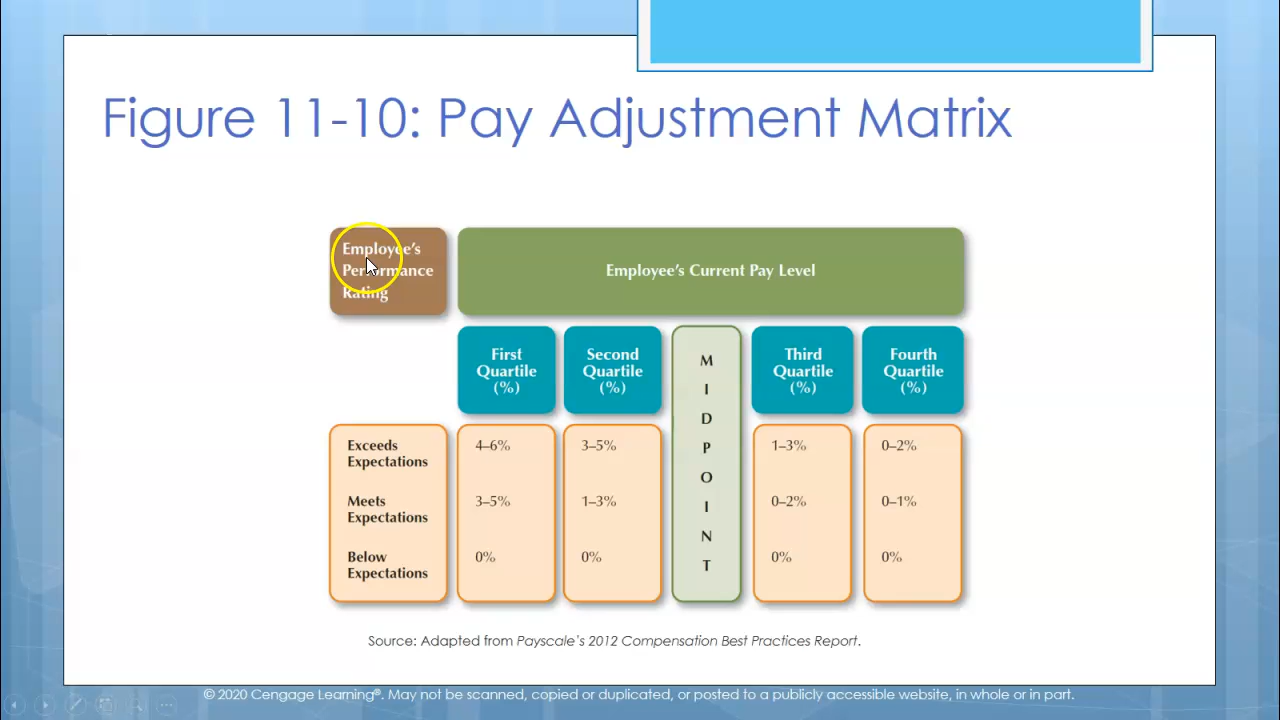 Figure 11-10: Pay Adjustment Matrix
Employee's
Performance
Rating
Employee's Current Pay Level
First
Quartile
(%)
Second
Quartile
(%)
MIDPOINT
Third
Quartile
(%)
Fourth
Quartile
(%)
Exceeds
Expectations
4–6%
3–5%
1–3%
0–2%
Meets
Expectations
3–5%
1–3%
0–2%
0–1%
Below
Expectations
0%
0%
0%
0%
Source: Adapted from Payscale's 2012 Compensation Best Practices Report.
© 2020 Cengage Learning®. May not be scanned, copied or duplicated, or posted to a publicly accessible website, in whole or in part.